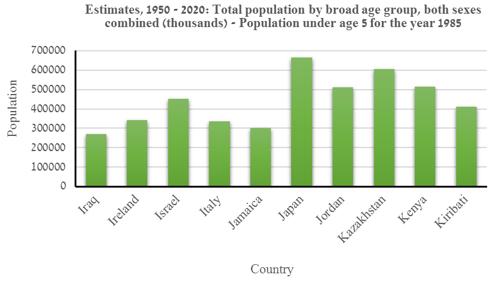 Estimates, 1950 - 2020: Total population by broad age group, both sexes
combined (thousands) - Population under age 5 for the year 1985
Population
700000
600000
500000
400000
300000
200000
100000
0
Iraq
Ireland
Israel
Italy
Jamaica
Japan
Jordan
Kazakhstan
Kenya
Kiribati
Country